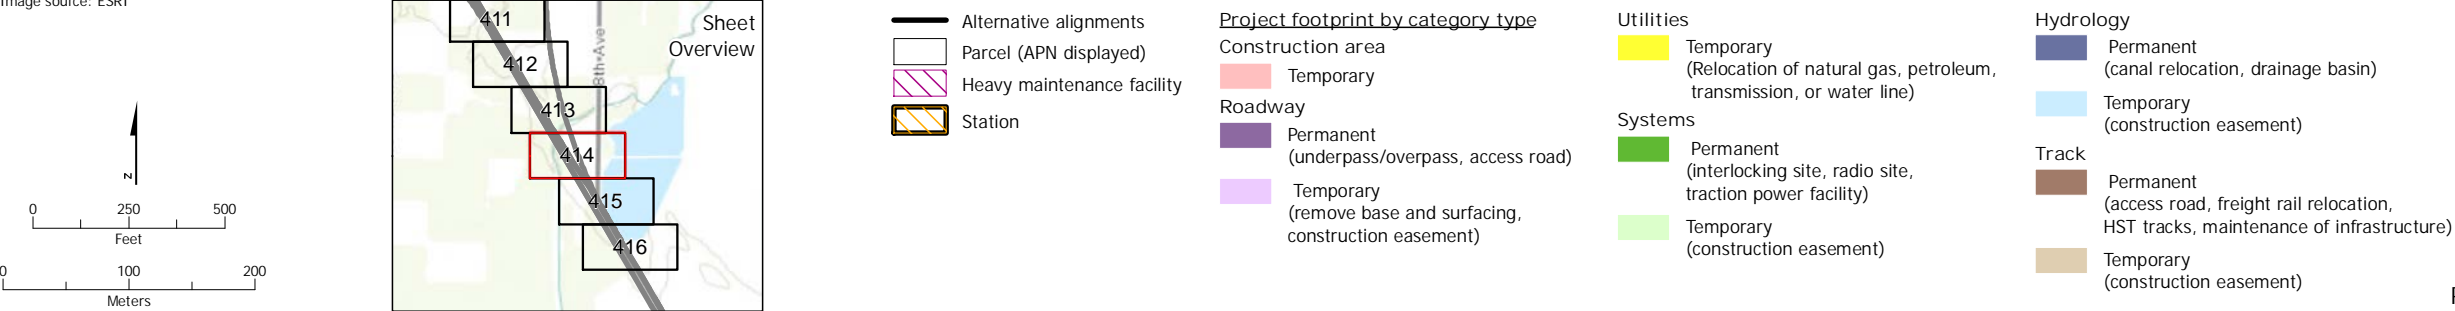 Image source: ESRI
N
0 250 500
Feet
0 100 200
Meters
Sheet
Overview
8th Ave
411
412
413
414
415
416
Alternative alignments
Parcel (APN displayed)
Heavy maintenance facility
Station
Project footprint by category type
Construction area
Temporary
Roadway
Permanent
(underpass/overpass, access road)
Temporary
(remove base and surfacing,
construction easement)
Utilities
Temporary
(Relocation of natural gas, petroleum,
transmission, or water line)
Systems
Permanent
(interlocking site, radio site,
traction power facility)
Temporary
(construction easement)
Hydrology
Permanent
(canal relocation, drainage basin)
Temporary
(construction easement)
Track
Permanent
(access road, freight rail relocation,
HST tracks, maintenance of infrastructure)
Temporary
(construction easement)